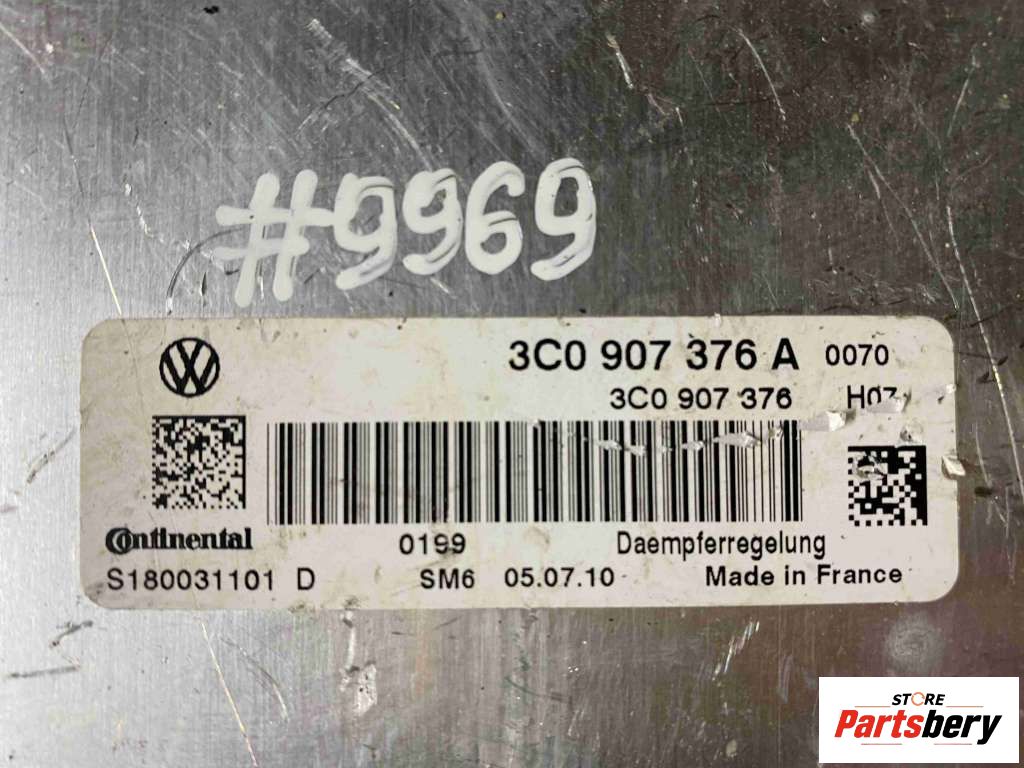 #9969
3C0 907 376 A 0070
3C0 907 376 H07
Continental 0199 Daempferregelung
S180031101 D SM6 05.07.10 Made in France
STORE
Partsbery